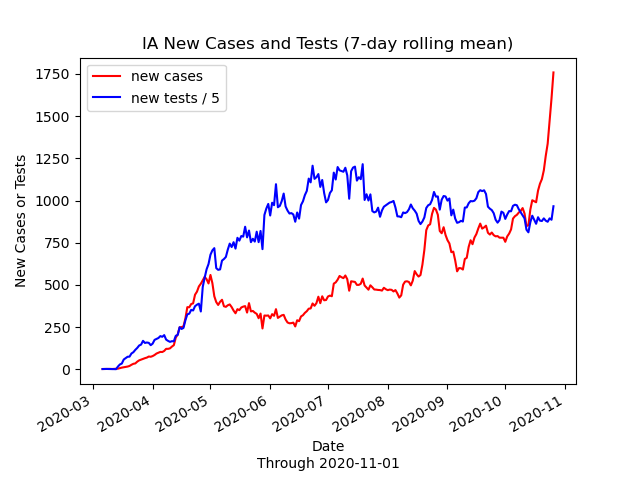 IA New Cases and Tests (7-day rolling mean)
new cases
new tests / 5
New Cases or Tests
1750
1500
1250
1000
750
500
250
0
2020-03
2020-04
2020-05
2020-06
2020-07
2020-08
2020-09
2020-10
2020-11
Date
Through 2020-11-01